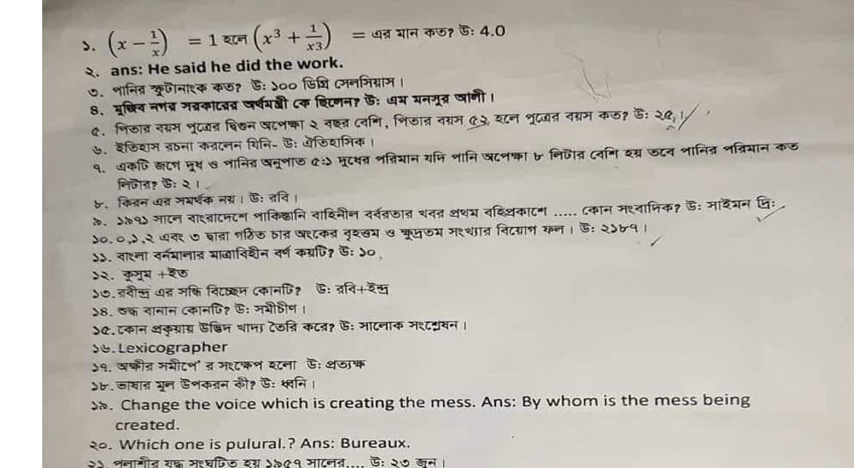 ১. (x − 1/x) = 1 হলে (x³ + 1/x3) = এর মান কত? উ: 4.0
২. ans: He said he did the work.
৩. পানির স্ফুটনাংক কত? উ: ১০০ ডিগ্রি সেলসিয়াস।
৪. মুজিব নগর সরকারের অর্থমন্ত্রী কে ছিলেন? উ: এম মনসুর আলী।
৫. পিতার বয়স পুত্রের দ্বিগুন অপেক্ষা ২ বছর বেশি, পিতার বয়স ৫২ হলে পুত্রের বয়স কত? উ: ২৫।
৬. ইতিহাস রচনা করলেন যিনি- উ: ঐতিহাসিক।
৭. একটি জগে দুধ ও পানির অনুপাত ৫:১ দুধের পরিমান যদি পানি অপেক্ষা ৮ লিটার বেশি হয় তবে পানির পরিমান কত
লিটার? উ: ২।
৮. কিরন এর সমর্থক নয়। উ: রবি।
৯. ১৯৭১ সালে বাংরাদেশে পাকিস্তানি বাহিনীল বর্বরতার খবর প্রথম বহিপ্রকাশে ..... কোন সংবাদিক? উ: সাইমন দ্রি:
১০. ০,১,২ এবং ৩ দ্বারা গঠিত চার অংকের বৃহত্তম ও ক্ষুদ্রতম সংখ্যার বিয়োগ ফল। উ: ২১৮৭।
১১. বাংলা বর্নমালার মাত্রাবিহীন বর্ণ কয়টি? উ: ১০
১২. কুসুম +ইত
১৩. রবীন্দ্র এর সন্ধি বিচ্ছেদ কোনটি? উ: রবি+ইন্দ্র
১৪. শুদ্ধ বানান কোনটি? উ: সমীচীন।
১৫. কোন প্রকৃয়ায় উদ্ভিদ খাদ্য তৈরি করে? উ: সালোক সংশ্লেষন।
১৬. Lexicographer
১৭. অক্ষীর সমীপে' র সংক্ষেপ হলো উ: প্রত্যক্ষ
১৮. ভাষার মূল উপকরন কী? উ: ধ্বনি।
১৯. Change the voice which is creating the mess. Ans: By whom is the mess being
created.
২০. Which one is pulural.? Ans: Bureaux.
২১. পলাশীর যুদ্ধ সংঘটিত হয় ১৭৫৭ সালের.... উ: ২৩ জুন।